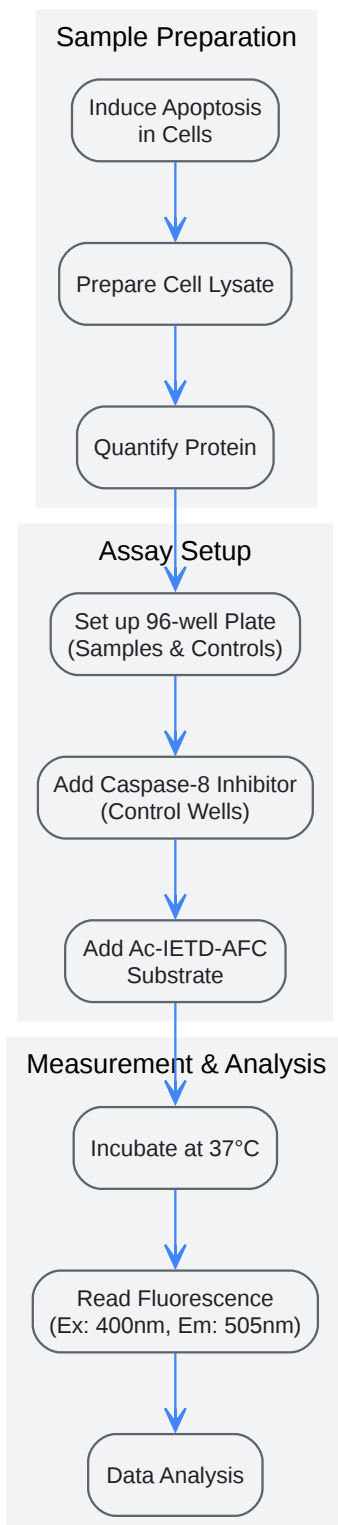 Sample Preparation
Induce Apoptosis
in Cells
Prepare Cell Lysate
Quantify Protein
Assay Setup
Set up 96-well Plate
(Samples & Controls)
Add Caspase-8 Inhibitor
(Control Wells)
Add Ac-IETD-AFC
Substrate
Measurement & Analysis
Incubate at 37°C
Read Fluorescence
(Ex: 400nm, Em: 505nm)
Data Analysis